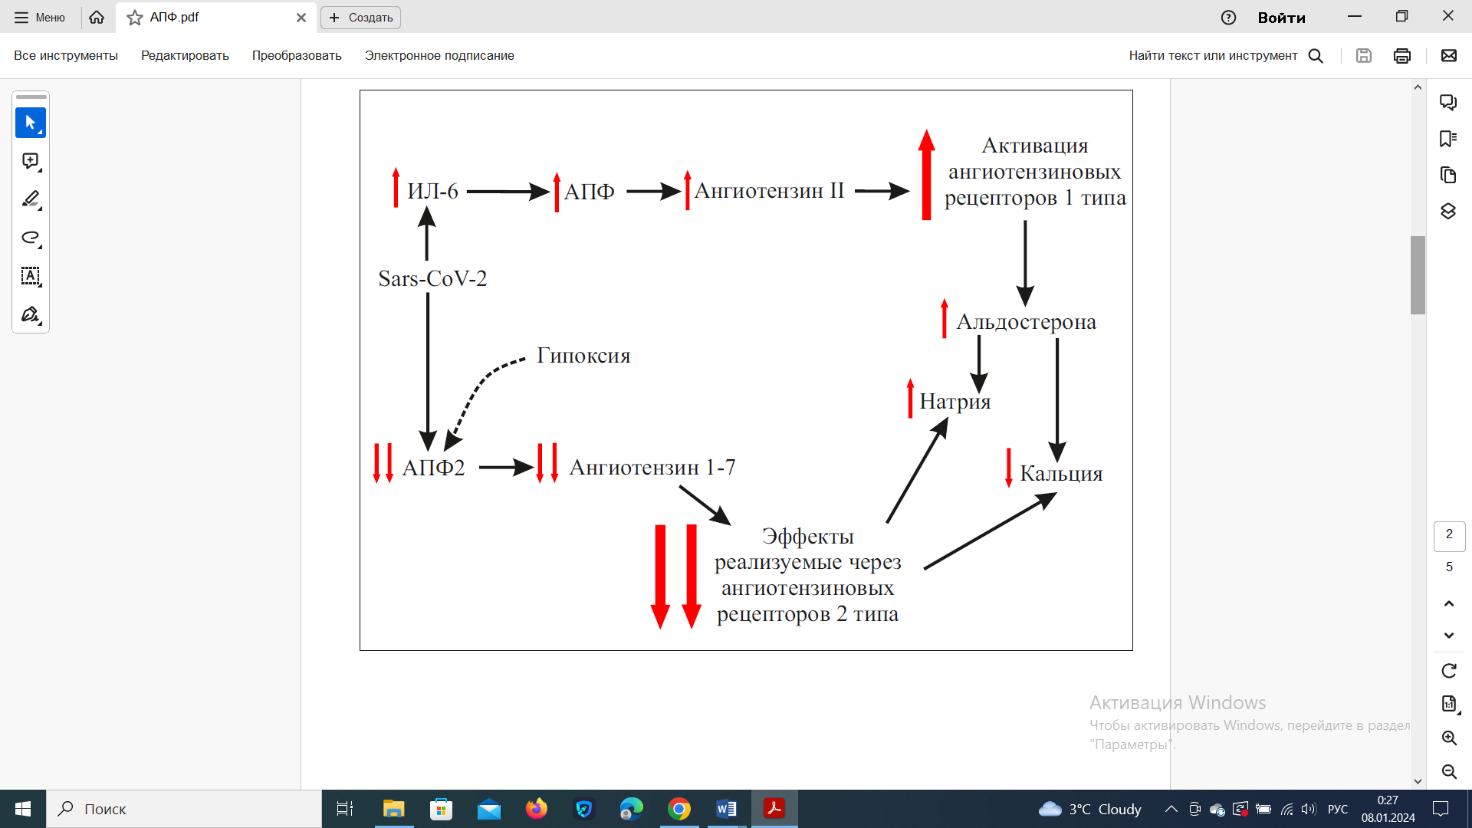 Меню
АПФ.pdf
Создать
Войти
Все инструменты
Редактировать
Преобразовать
Электронное подписание
Найти текст или инструмент
Активация
ангиотензиновых
рецепторов 1 типа
ИЛ-6
АПФ
Ангиотензин II
Sars-CoV-2
Альдостерона
Гипоксия
Натрия
АПФ2
Ангиотензин 1-7
Кальция
Эффекты
реализуемые через
ангиотензиновых
рецепторов 2 типа
2
5
Активация Windows
Чтобы активировать Windows, перейдите в раздел
"Параметры".
Поиск
3°C Cloudy
РУС
0:27
08.01.2024